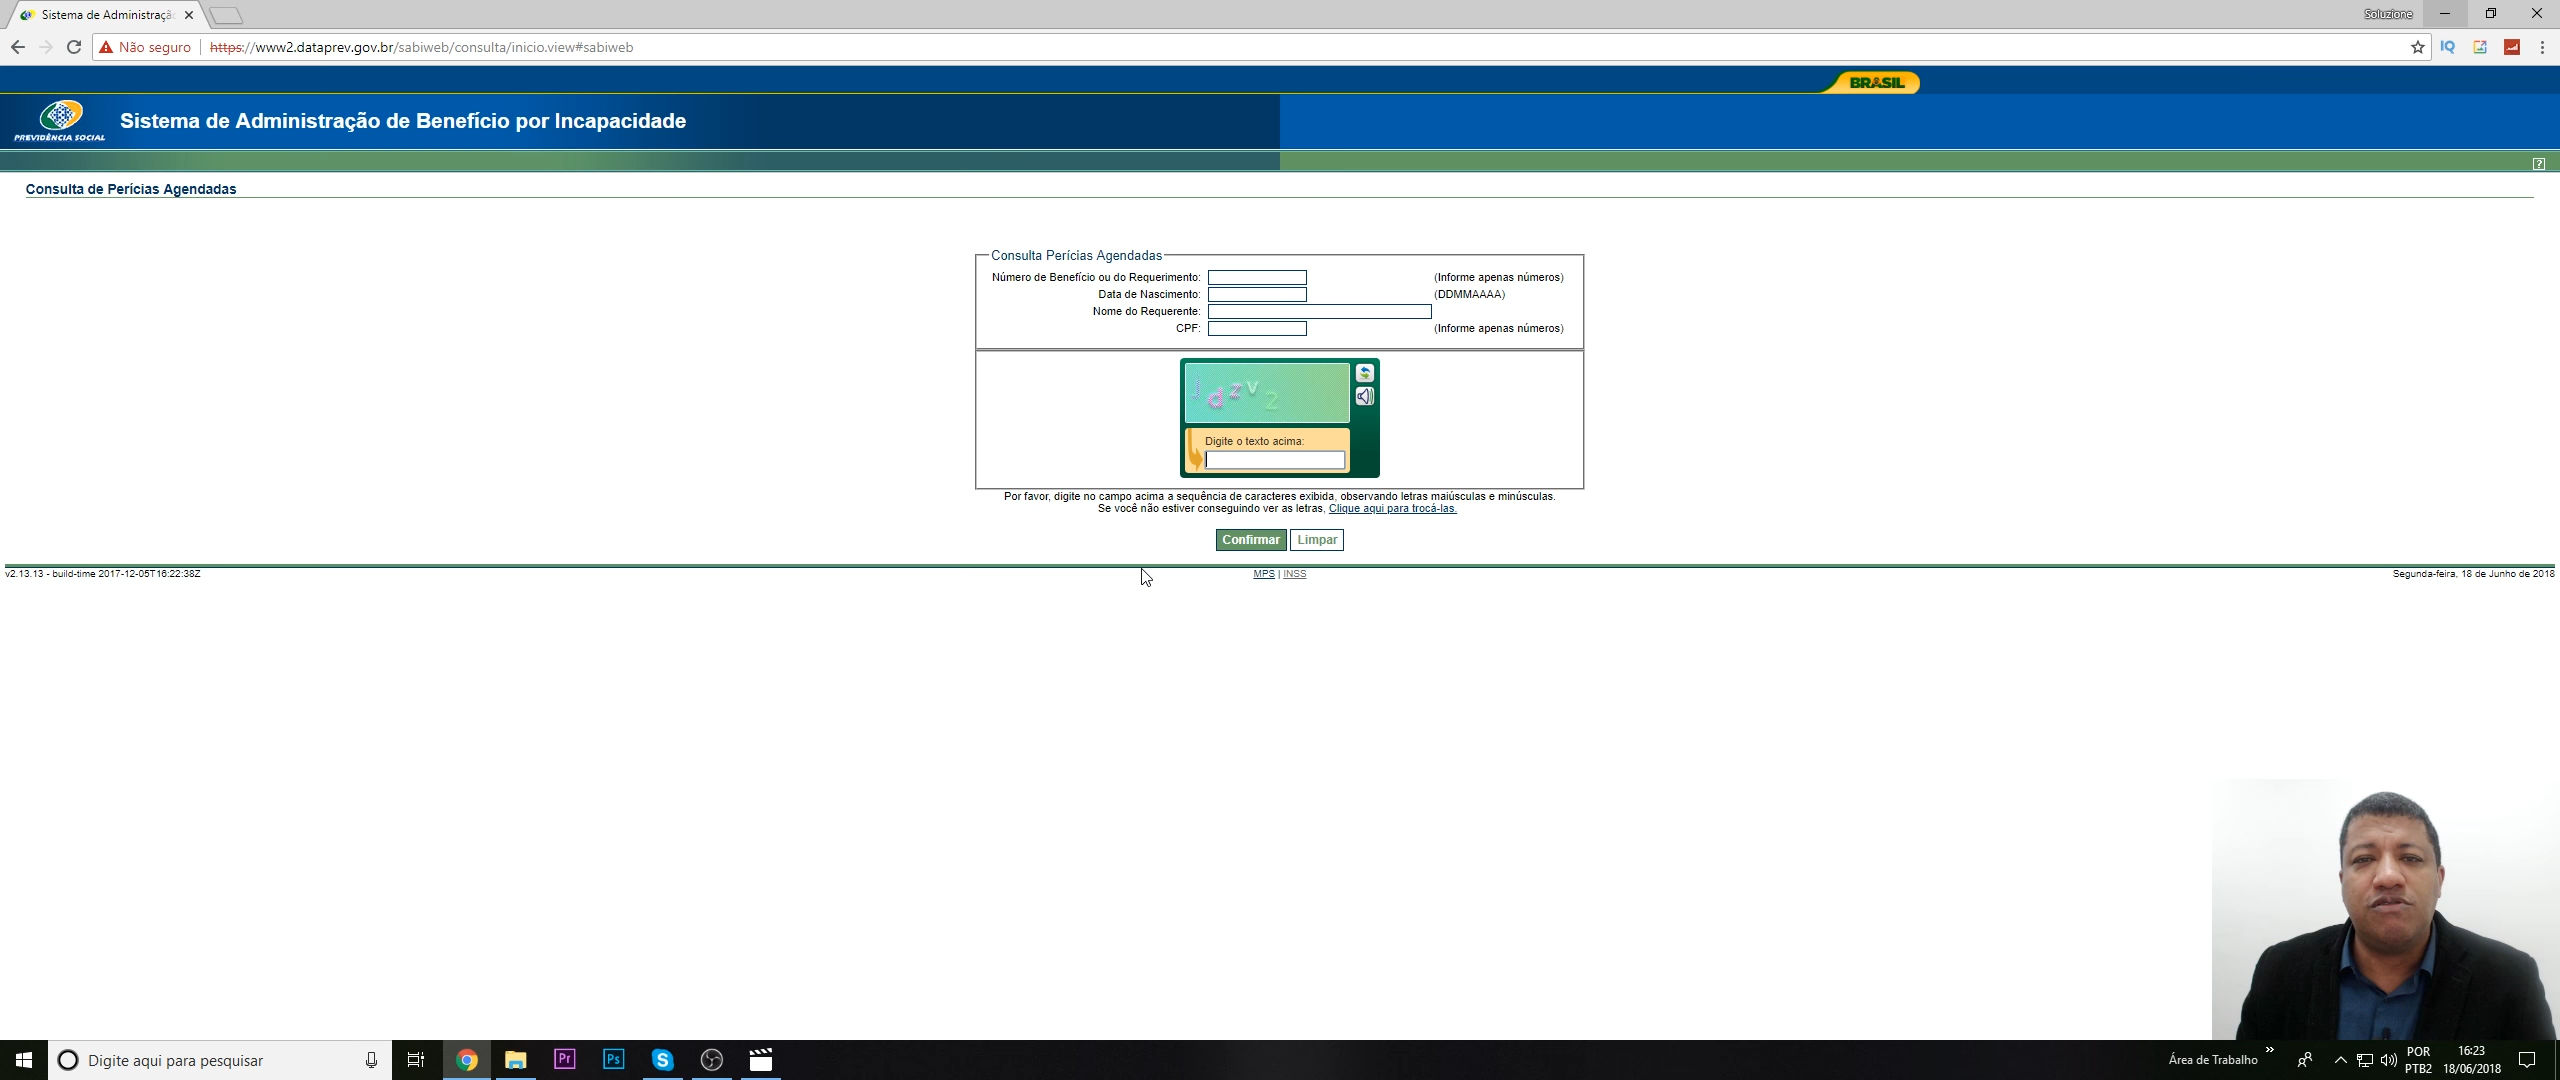 Sistema de Administraçã
Soluzione
Não seguro
https://www2.dataprev.gov.br/sabiweb/consulta/inicio.view#sabiweb
IQ
BRASIL
PREVIDÊNCIA SOCIAL
Sistema de Administração de Benefício por Incapacidade
?
Consulta de Perícias Agendadas
Consulta Perícias Agendadas
Número de Benefício ou do Requerimento: (Informe apenas números)
Data de Nascimento: (DDMMAAAA)
Nome do Requerente:
CPF: (Informe apenas números)
dzv2
Digite o texto acima:
Por favor, digite no campo acima a sequência de caracteres exibida, observando letras maiúsculas e minúsculas.
Se você não estiver conseguindo ver as letras, Clique aqui para trocá-las.
Confirmar Limpar
v2.13.13 - build-time 2017-12-05T16:22:38Z
MPS | INSS
Segunda-feira, 18 de Junho de 2018
Digite aqui para pesquisar
Pr
Ps
S
Área de Trabalho »
POR
PTB2
16:23
18/06/2018